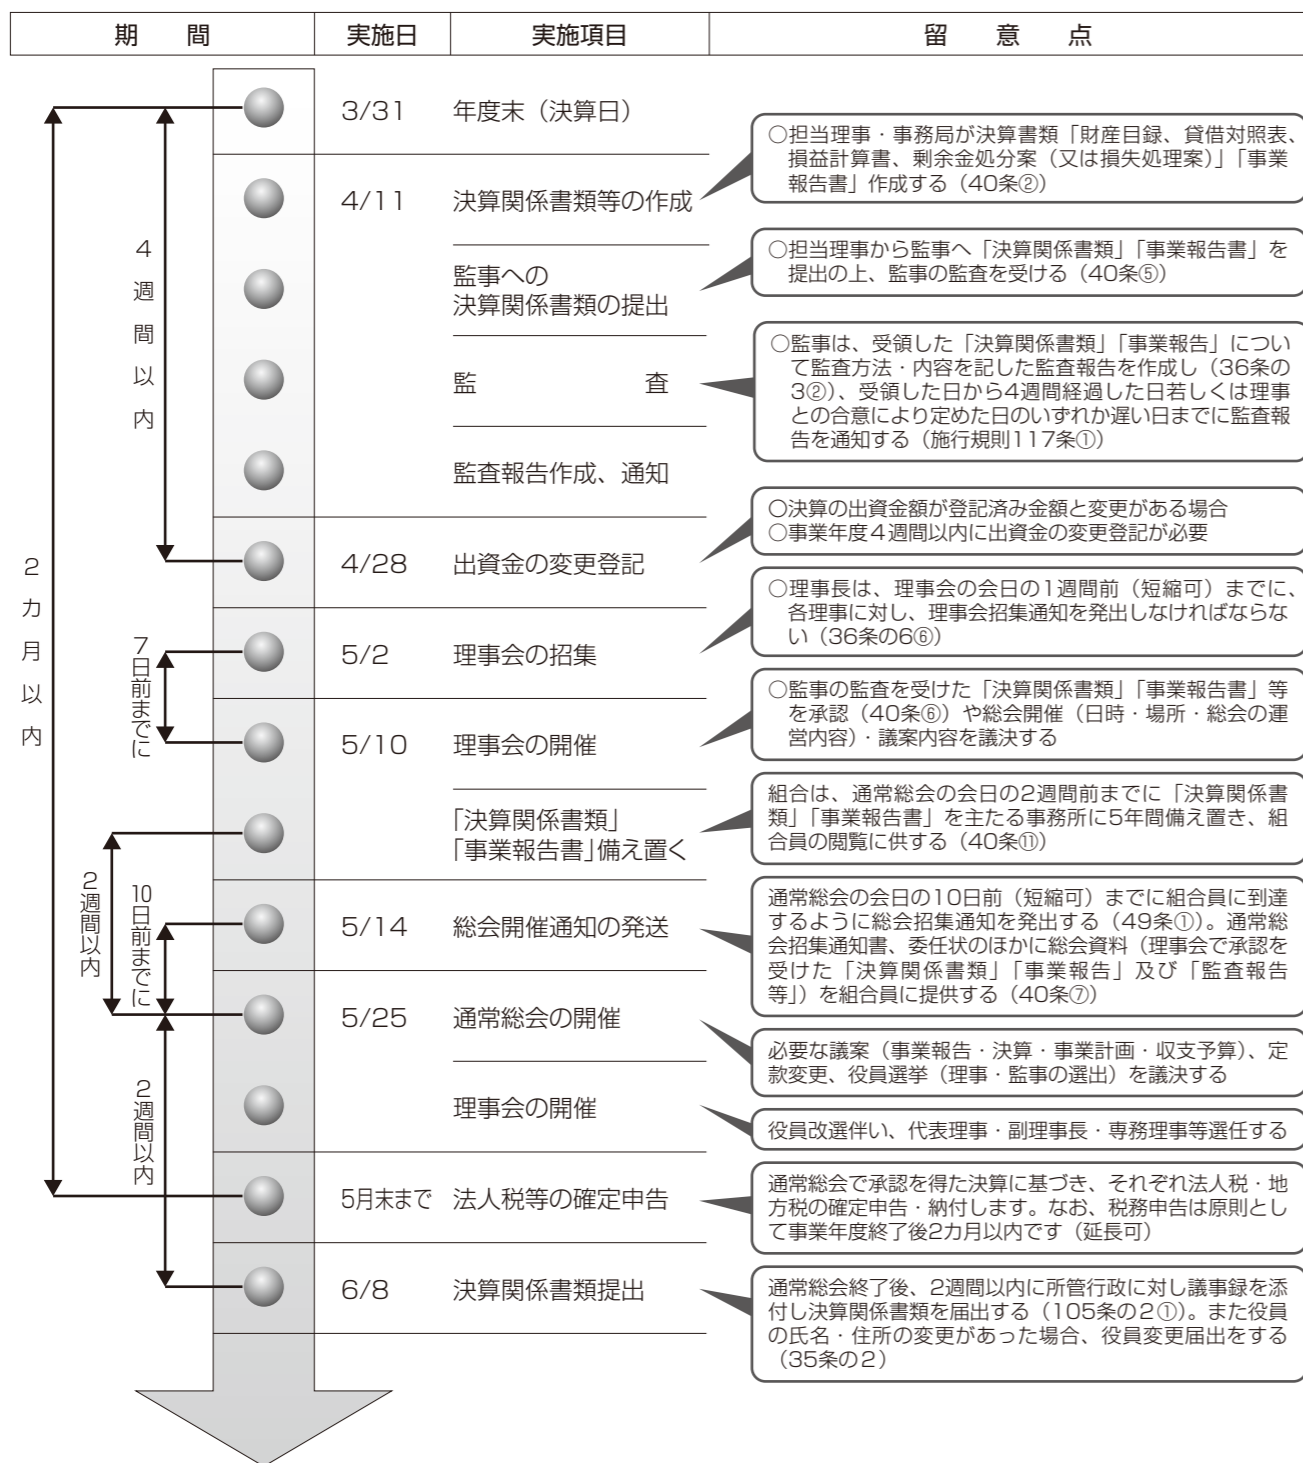 期　間　実施日　実施項目　留　意　点
3/31　年度末（決算日）
○担当理事・事務局が決算書類「財産目録、貸借対照表、
損益計算書、剰余金処分案（又は損失処理案）」「事業
報告書」作成する（40条②）
4/11　決算関係書類等の作成
監事への
決算関係書類の提出
○担当理事から監事へ「決算関係書類」「事業報告書」を
提出の上、監事の監査を受ける（40条⑤）
監　査
○監事は、受領した「決算関係書類」「事業報告」につい
て監査方法・内容を記した監査報告を作成し（36条の
3②）、受領した日から4週間経過した日若しくは理事
との合意により定めた日のいずれか遅い日までに監査報
告を通知する（施行規則117条①）
監査報告作成、通知
4週間以内
4/28　出資金の変更登記
○決算の出資金額が登記済み金額と変更がある場合
○事業年度４週間以内に出資金の変更登記が必要
2カ月以内
5/2　理事会の招集
○理事長は、理事会の会日の1週間前（短縮可）までに、
各理事に対し、理事会招集通知を発出しなければならな
い（36条の6⑥）
7日前までに
5/10　理事会の開催
○監事の監査を受けた「決算関係書類」「事業報告書」等
を承認（40条⑥）や総会開催（日時・場所・総会の運
営内容）・議案内容を議決する
「決算関係書類」
「事業報告書」備え置く
組合は、通常総会の会日の2週間前までに「決算関係書
類」「事業報告書」を主たる事務所に5年間備え置き、組
合員の閲覧に供する（40条⑪）
2週間以内
10日前までに
5/14　総会開催通知の発送
通常総会の会日の10日前（短縮可）までに組合員に到達
するように総会招集通知を発出する（49条①）。通常総
会招集通知書、委任状のほかに総会資料（理事会で承認を
受けた「決算関係書類」「事業報告」及び「監査報告
等」）を組合員に提供する（40条⑦）
5/25　通常総会の開催
必要な議案（事業報告・決算・事業計画・収支予算）、定
款変更、役員選挙（理事・監事の選出）を議決する
2週間以内
理事会の開催
役員改選伴い、代表理事・副理事長・専務理事等選任する
5月末まで　法人税等の確定申告
通常総会で承認を得た決算に基づき、それぞれ法人税・地
方税の確定申告・納付します。なお、税務申告は原則とし
て事業年度終了後2カ月以内です（延長可）
6/8　決算関係書類提出
通常総会終了後、2週間以内に所管行政に対し議事録を添
付し決算関係書類を届出する（105条の２①）。また役員
の氏名・住所の変更があった場合、役員変更届出をする
（35条の２）